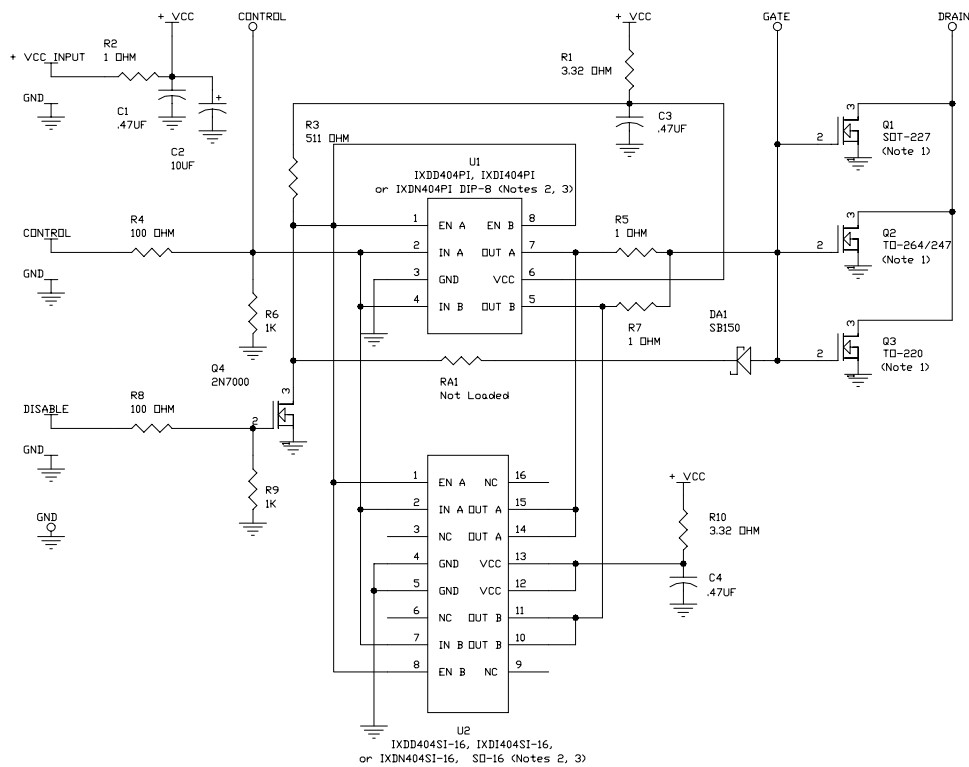 + VCC
CONTROL
+ VCC
GATE
DRAIN
+ VCC INPUT
R2
1 OHM
R1
3.32 OHM
GND
+
C1
.47UF
C2
10UF
R3
511 OHM
C3
.47UF
3
2
Q1
SOT-227
(Note 1)
U1
IXDD404PI, IXDI404PI
or IXDN404PI DIP-8 (Notes 2, 3)
1 EN A EN B 8
2 IN A OUT A 7
3 GND VCC 6
4 IN B OUT B 5
R5
1 OHM
R7
1 OHM
CONTROL
R4
100 OHM
GND
R6
1K
3
2
Q2
TO-264/247
(Note 1)
DA1
SB150
3
2
Q3
TO-220
(Note 1)
RA1
Not Loaded
Q4
2N7000
3
2
DISABLE
R8
100 OHM
GND
R9
1K
GND
1 EN A NC 16
2 IN A OUT A 15
3 NC OUT A 14
4 GND VCC 13
5 GND VCC 12
6 NC OUT B 11
7 IN B OUT B 10
8 EN B NC 9
+ VCC
R10
3.32 OHM
C4
.47UF
U2
IXDD404SI-16, IXDI404SI-16,
or IXDN404SI-16, SO-16 (Notes 2, 3)